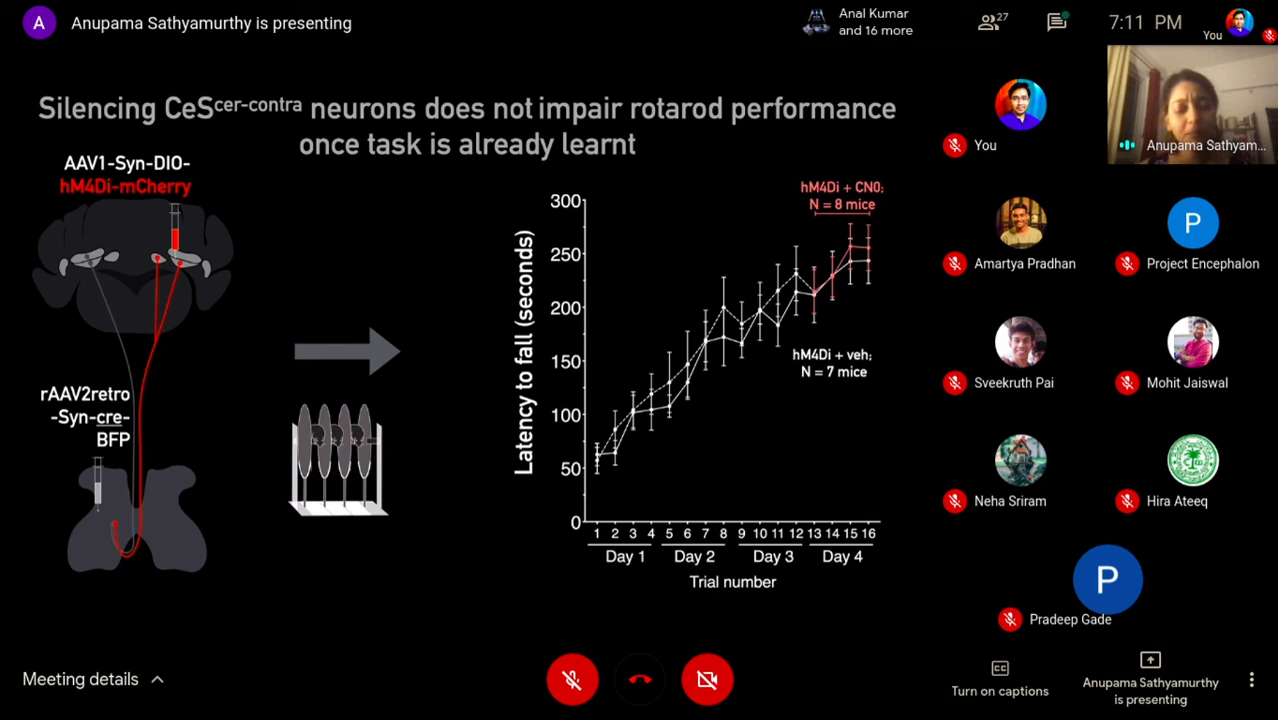 A
Anupama Sathyamurthy is presenting
Anal Kumar
and 16 more
27
7:11 PM
You
Silencing CeScer-contra neurons does not impair rotarod performance
once task is already learnt
AAV1-Syn-DIO-
hM4Di-mCherry
rAAV2retro
-Syn-cre-
BFP
Latency to fall (seconds)
300
250
200
150
100
50
0
hM4Di + CN0;
N = 8 mice
hM4Di + veh;
N = 7 mice
1 2 3 4 5 6 7 8 9 10 11 12 13 14 15 16
Day 1 Day 2 Day 3 Day 4
Trial number
You
Anupama Sathyam...
Amartya Pradhan
P
Project Encephalon
Sveekruth Pai
Mohit Jaiswal
Neha Sriram
Hira Ateeq
P
Pradeep Gade
Meeting details
CC
Turn on captions
Anupama Sathyamurthy
is presenting